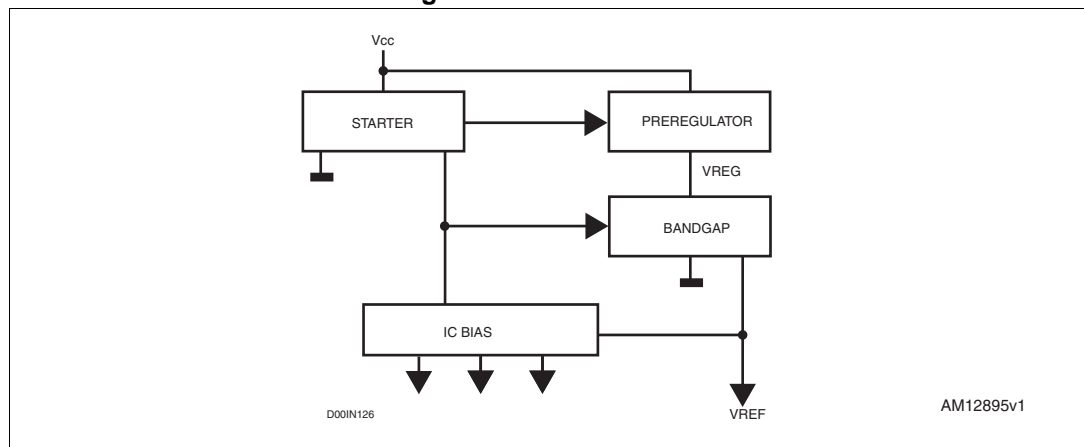 Vcc
STARTER
PREREGULATOR
VREG
BANDGAP
IC BIAS
D00IN126
VREF
AM12895v1